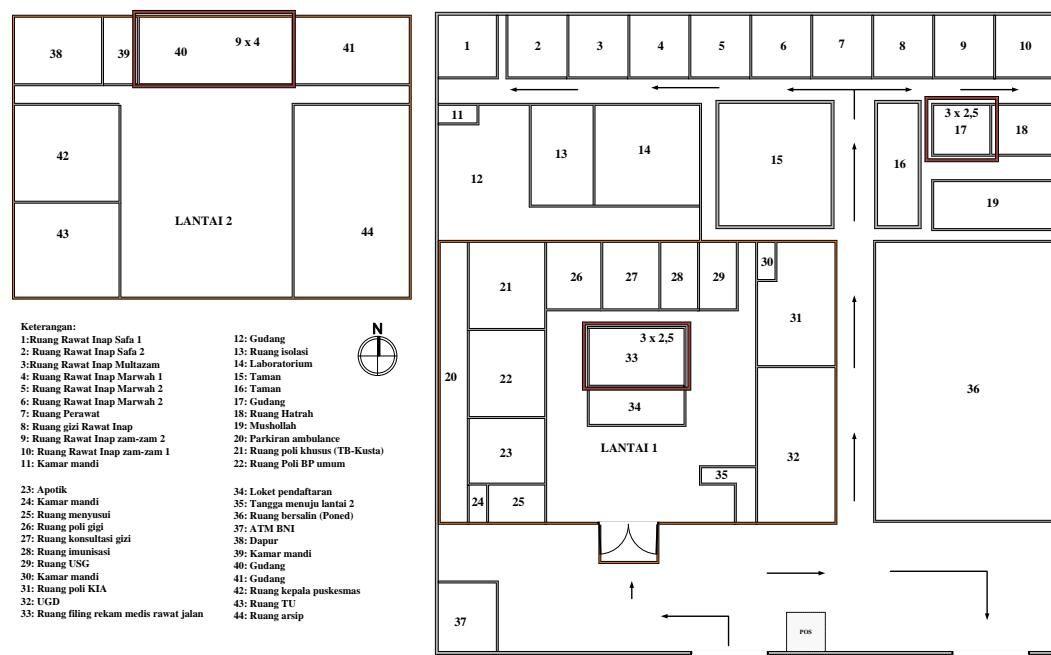 38
39
40
9 x 4
41
42
43
LANTAI 2
44
1
2
3
4
5
6
7
8
9
10
11
12
13
14
15
16
3 x 2,5
17
18
19
20
21
22
23
24
25
26
27
28
29
30
31
32
3 x 2,5
33
34
LANTAI 1
35
36
37
POS
N
Keterangan:
1:Ruang Rawat Inap Safa 1
2: Ruang Rawat Inap Safa 2
3:Ruang Rawat Inap Multazam
4: Ruang Rawat Inap Marwah 1
5: Ruang Rawat Inap Marwah 2
6: Ruang Rawat Inap Marwah 2
7: Ruang Perawat
8: Ruang gizi Rawat Inap
9: Ruang Rawat Inap zam-zam 2
10: Ruang Rawat Inap zam-zam 1
11: Kamar mandi
12: Gudang
13: Ruang isolasi
14: Laboratorium
15: Taman
16: Taman
17: Gudang
18: Ruang Hatrah
19: Mushollah
20: Parkiran ambulance
21: Ruang poli khusus (TB-Kusta)
22: Ruang Poli BP umum
23: Apotik
24: Kamar mandi
25: Ruang menyusui
26: Ruang poli gigi
27: Ruang konsultasi gizi
28: Ruang imunisasi
29: Ruang USG
30: Kamar mandi
31: Ruang poli KIA
32: UGD
33: Ruang filing rekam medis rawat jalan
34: Loket pendaftaran
35: Tangga menuju lantai 2
36: Ruang bersalin (Poned)
37: ATM BNI
38: Dapur
39: Kamar mandi
40: Gudang
41: Gudang
42: Ruang kepala puskesmas
43: Ruang TU
44: Ruang arsip